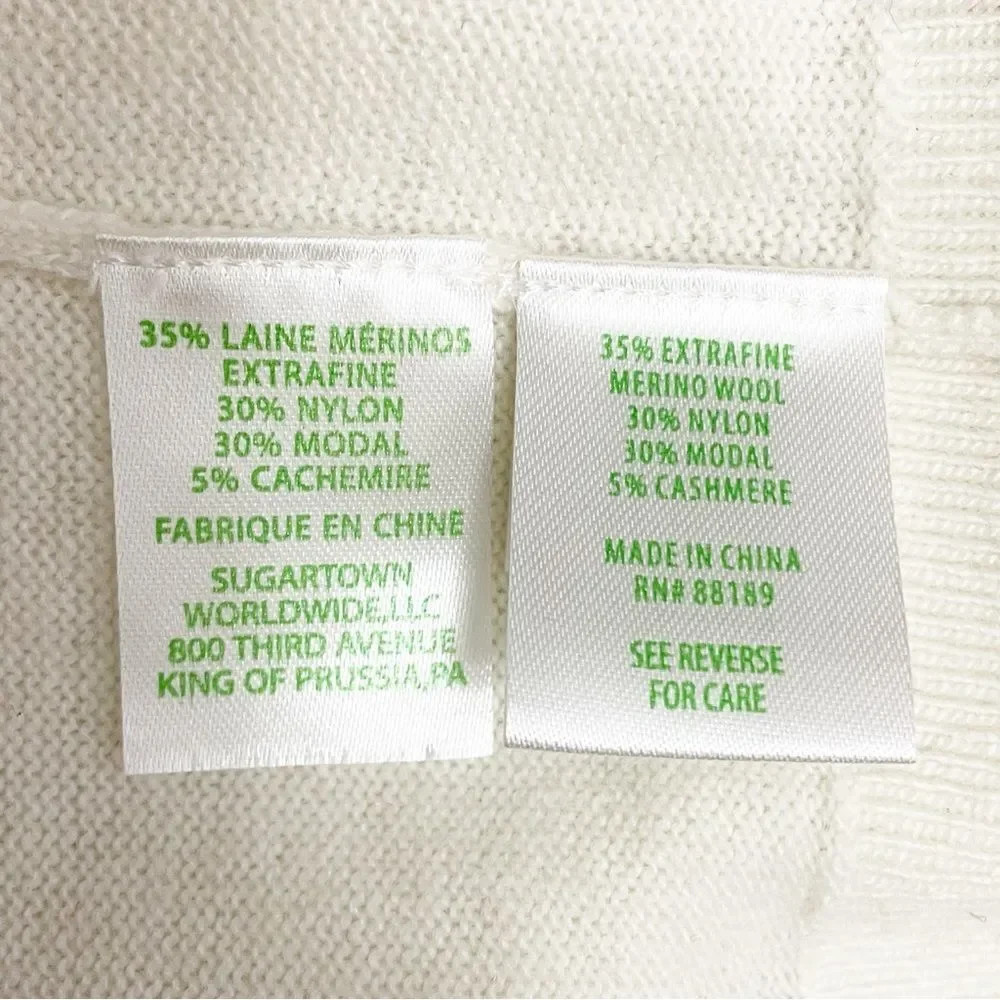 35% LAINE MÉRINOS
EXTRAFINE
30% NYLON
30% MODAL
5% CACHEMIRE
FABRIQUE EN CHINE
SUGARTOWN
WORLDWIDE,LLC
800 THIRD AVENUE
KING OF PRUSSIA,PA
35% EXTRAFINE
MERINO WOOL
30% NYLON
30% MODAL
5% CASHMERE
MADE IN CHINA
RN# 88189
SEE REVERSE
FOR CARE